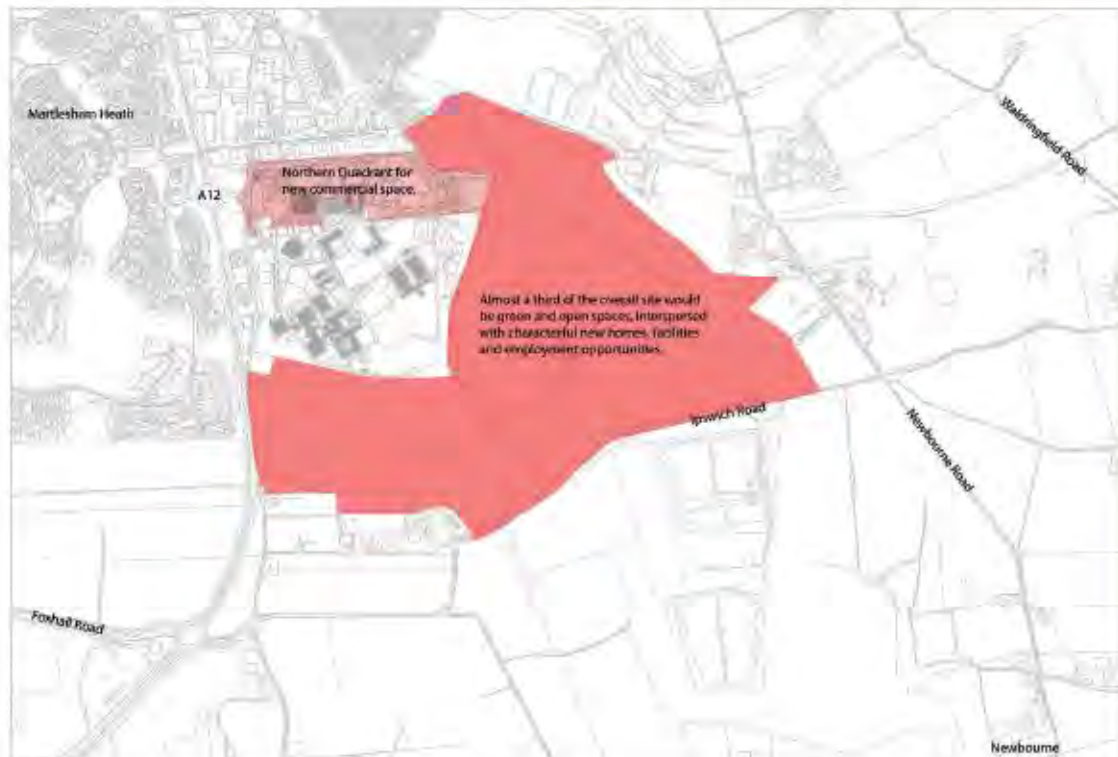 Martlesham Heath
Waldringfield Road
Northern Quadrant for
new commercial space.
A12
Almost a third of the overall site would
be green and open spaces, interspersed
with characterful new homes, facilities
and employment opportunities.
Ipswich Road
Newbourne Road
Foxhall Road
Newbourne